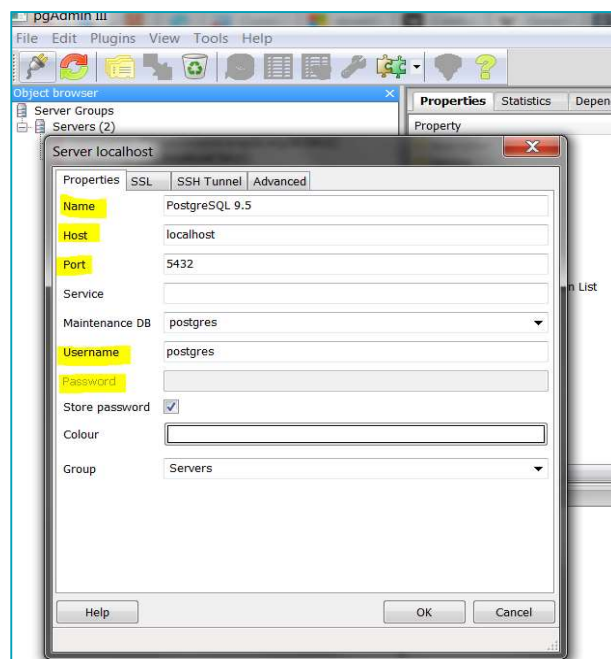 pgAdmin III
File Edit Plugins View Tools Help
Object browser
Properties Statistics Depen
Server Groups
Servers (2)
Property
Server localhost
Properties SSL SSH Tunnel Advanced
Name PostgreSQL 9.5
Host localhost
Port 5432
Service
n List
Maintenance DB postgres
Username postgres
Password
Store password
Colour
Group Servers
Help OK Cancel